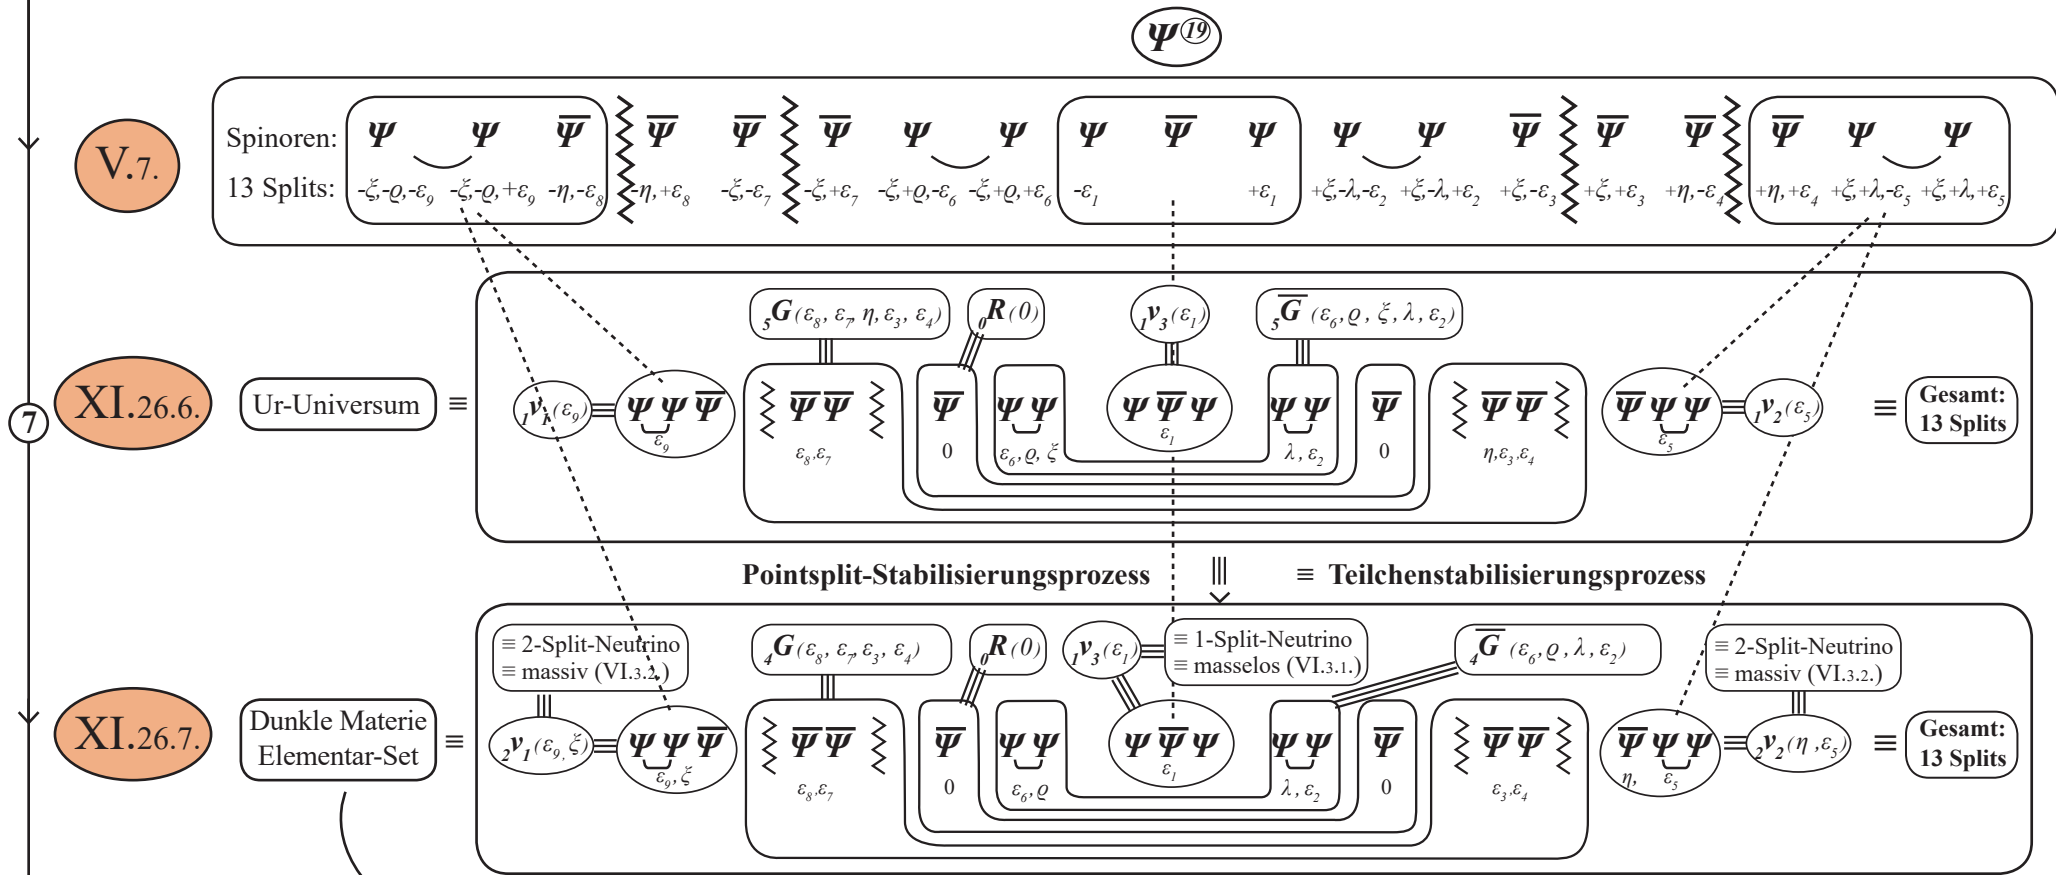 Ψ⑲
V.7.
Spinoren: Ψ Ψ Ψ̅ Ψ̅ Ψ̅ Ψ̅ Ψ Ψ Ψ Ψ̅ Ψ Ψ Ψ Ψ̅ Ψ̅ Ψ̅ Ψ̅ Ψ Ψ
13 Splits: -ξ,-ϱ,-ε₉ -ξ,-ϱ,+ε₉ -η,-ε₈ -η,+ε₈ -ξ,-ε₇ -ξ,+ε₇ -ξ+ϱ,-ε₆ -ξ+ϱ,+ε₆ -ε₁ +ε₁ +ξ,-λ,-ε₂ +ξ,-λ,+ε₂ +ξ,-ε₃ +ξ,+ε₃ +η,-ε₄ +η,+ε₄ +ξ+λ,-ε₅ +ξ,+λ,+ε₅
₅G(ε₈, ε₇, η, ε₃, ε₄) ₀R(0) ₁ν₃(ε₁) ₅G̅ (ε₆, ϱ, ξ, λ, ε₂)
XI.26.6.
Ur-Universum ≡ ₁ν₁(ε₉) Ψ Ψ Ψ̅ Ψ̅ Ψ̅ Ψ̅ Ψ Ψ Ψ Ψ̅ Ψ Ψ Ψ Ψ̅ Ψ̅ Ψ̅ Ψ̅ Ψ Ψ ₁ν₂(ε₅) ≡ Gesamt:
13 Splits
ε₉ ε₈,ε₇ 0 ε₆, ϱ, ξ ε₁ λ, ε₂ 0 η,ε₃,ε₄ ε₅
7
Pointsplit-Stabilisierungsprozess ≡ Teilchenstabilisierungsprozess
≡ 2-Split-Neutrino
≡ massiv (VI.3.2.)
₄G(ε₈, ε₇, ε₃, ε₄) ₀R(0) ₁ν₃(ε₁)
≡ 1-Split-Neutrino
≡ masselos (VI.3.1.)
₄G̅ (ε₆, ϱ, λ, ε₂)
≡ 2-Split-Neutrino
≡ massiv (VI.3.2.)
XI.26.7.
Dunkle Materie
Elementar-Set
≡ ₂ν₁(ε₉, ξ) Ψ Ψ Ψ̅ Ψ̅ Ψ̅ Ψ̅ Ψ Ψ Ψ Ψ̅ Ψ Ψ Ψ Ψ̅ Ψ̅ Ψ̅ Ψ̅ Ψ Ψ ₂ν₂(η, ε₅) ≡ Gesamt:
13 Splits
ε₉, ξ ε₈,ε₇ 0 ε₆, ϱ ε₁ λ, ε₂ 0 ε₃,ε₄ η, ε₅